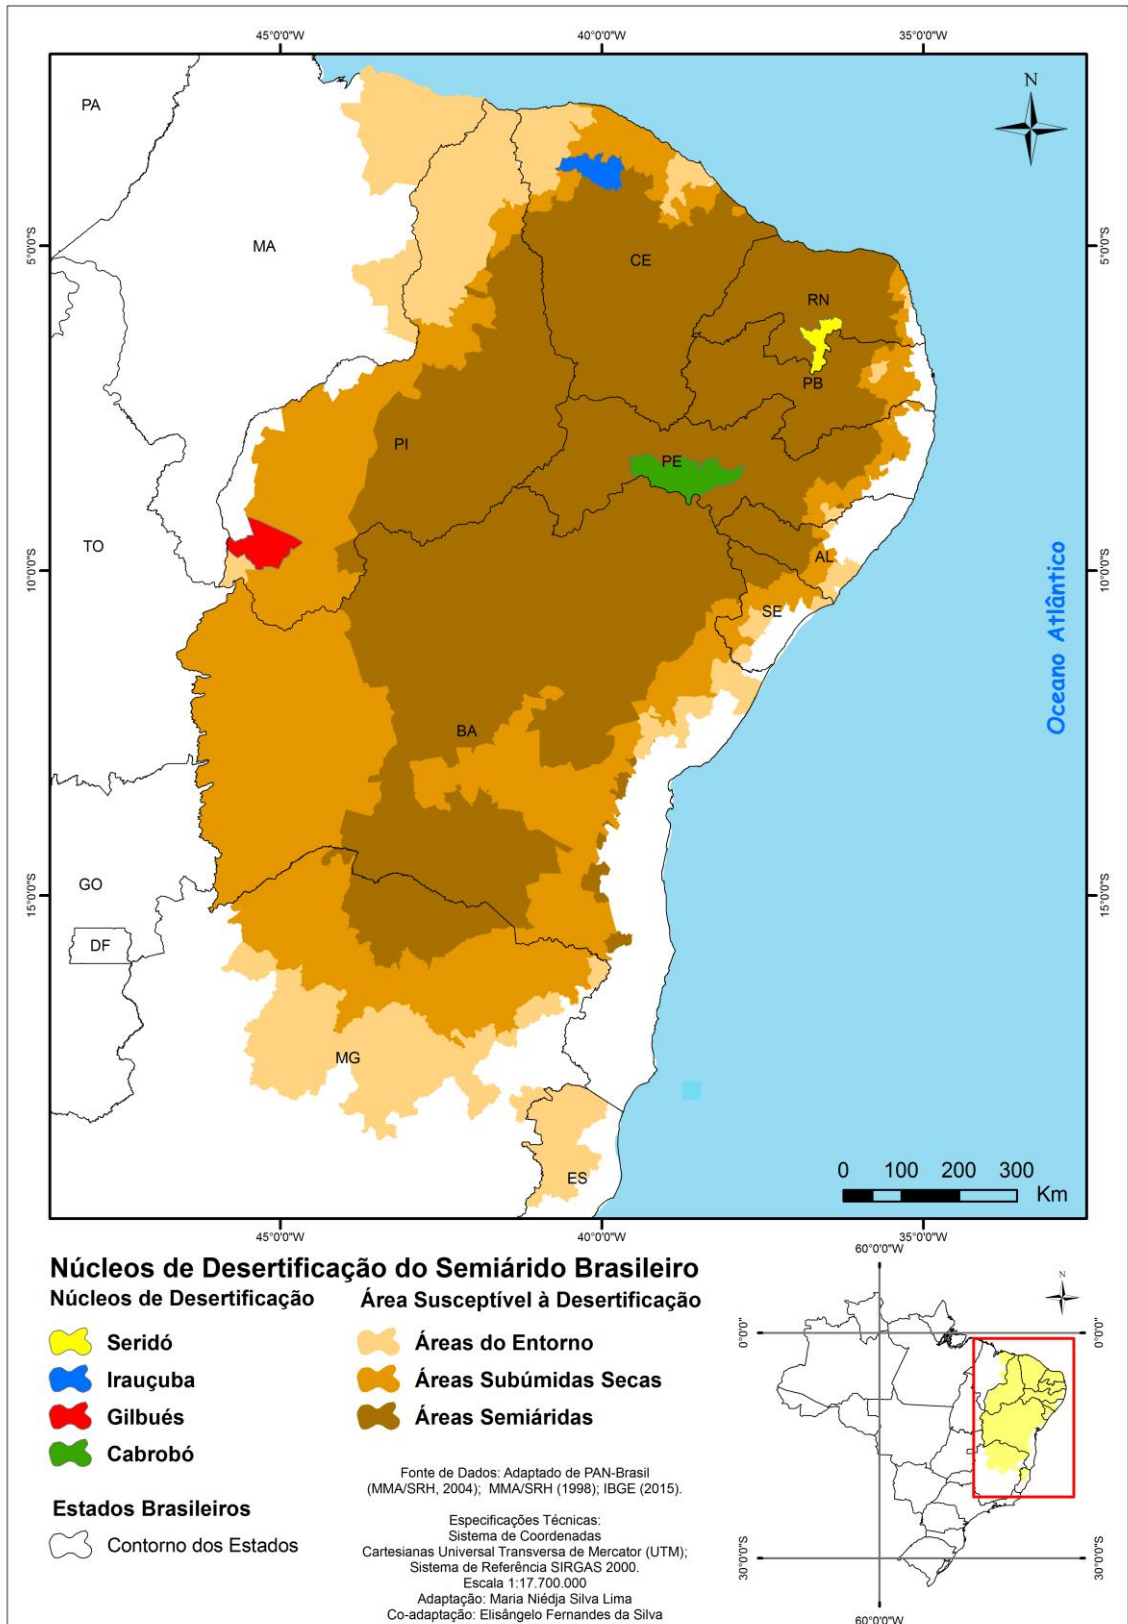 45°0'0"W 40°0'0"W 35°0'0"W
N
PA
MA
5°0'0"S
CE
5°0'0"S
RN
PB
PI
PE
TO
10°0'0"S
AL
10°0'0"S
SE
Oceano Atlântico
BA
GO
15°0'0"S
15°0'0"S
DF
MG
ES
0 100 200 300
Km
45°0'0"W 40°0'0"W 35°0'0"W
Núcleos de Desertificação do Semiárido Brasileiro
Núcleos de Desertificação
Seridó
Irauçuba
Gilbués
Cabrobó
Estados Brasileiros
Contorno dos Estados
Área Susceptível à Desertificação
Áreas do Entorno
Áreas Subúmidas Secas
Áreas Semiáridas
Fonte de Dados: Adaptado de PAN-Brasil
(MMA/SRH, 2004); MMA/SRH (1998); IBGE (2015).
Especificações Técnicas:
Sistema de Coordenadas
Cartesianas Universal Transversa de Mercator (UTM);
Sistema de Referência SIRGAS 2000.
Escala 1:17.700.000
Adaptação: Maria Niédja Silva Lima
Co-adaptação: Elisângelo Fernandes da Silva
60°0'0"W
N
0°0'0"
0°0'0"
30°0'0"S
30°0'0"S
60°0'0"W